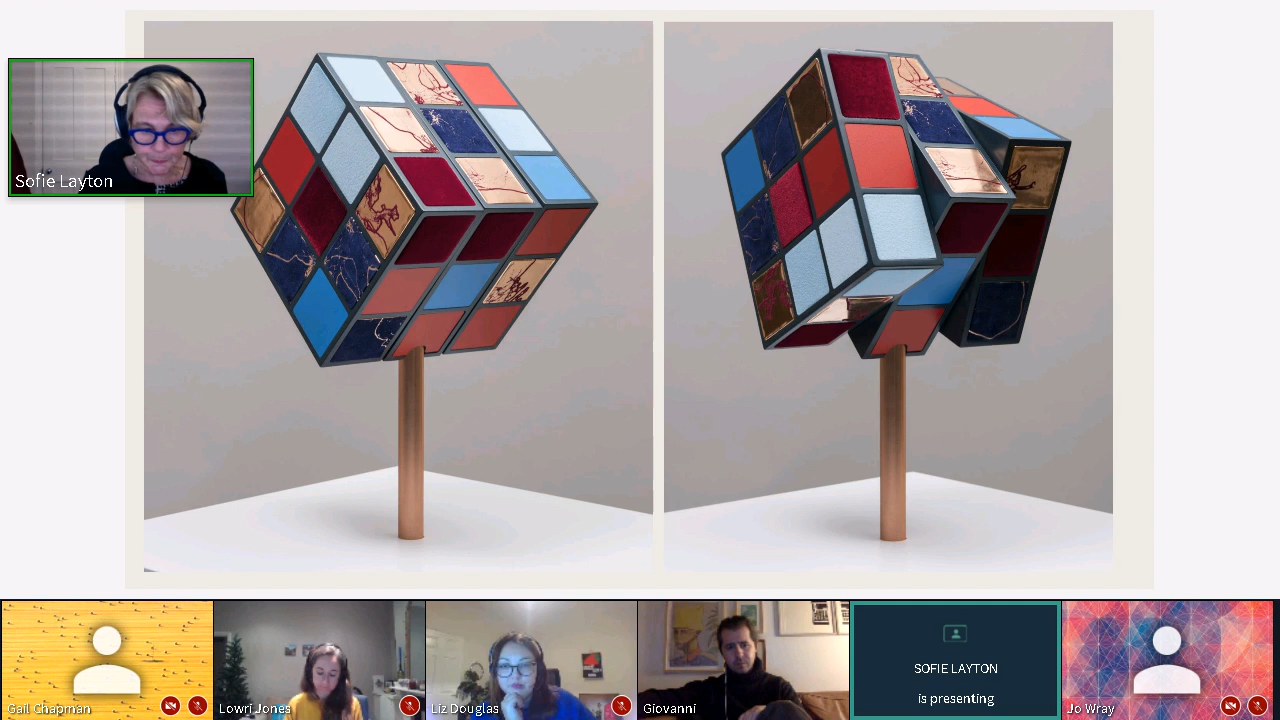 Sofie Layton
Gail Chapman
Lowri Jones
Liz Douglas
Giovanni
SOFIE LAYTON
is presenting
Jo Wray